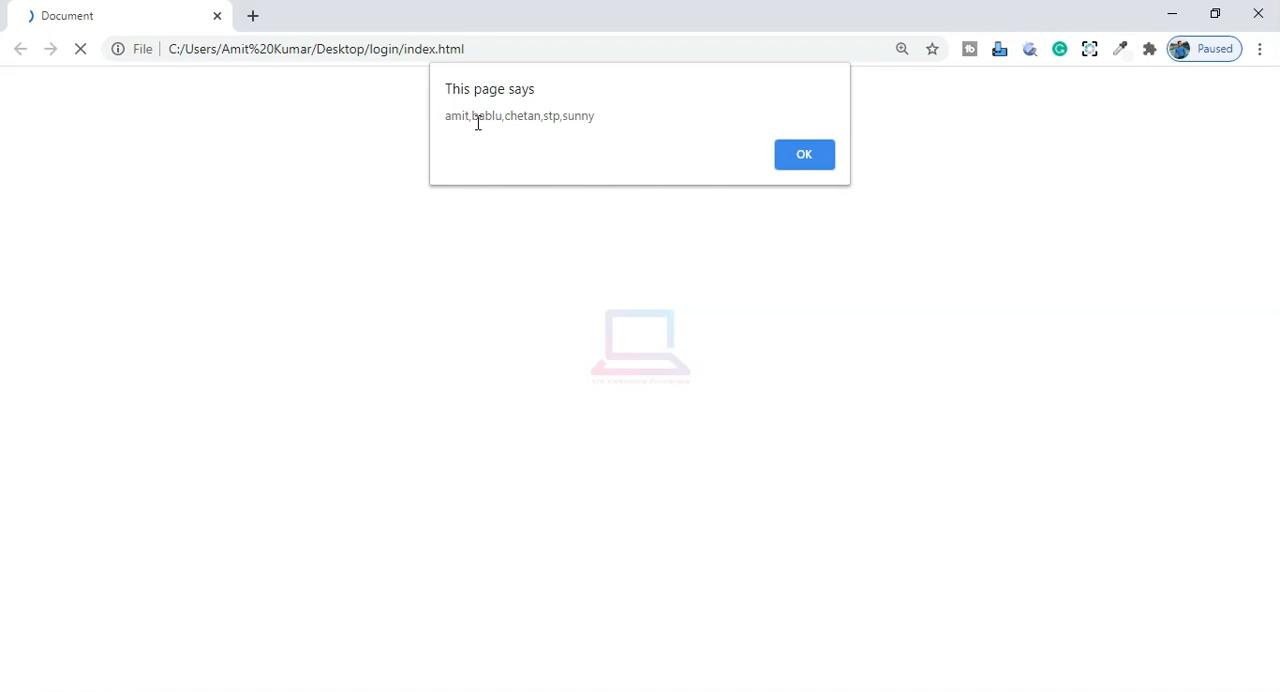 Document
File
C:/Users/Amit%20Kumar/Desktop/login/index.html
Paused
This page says
amit,bablu,chetan,stp,sunny
OK